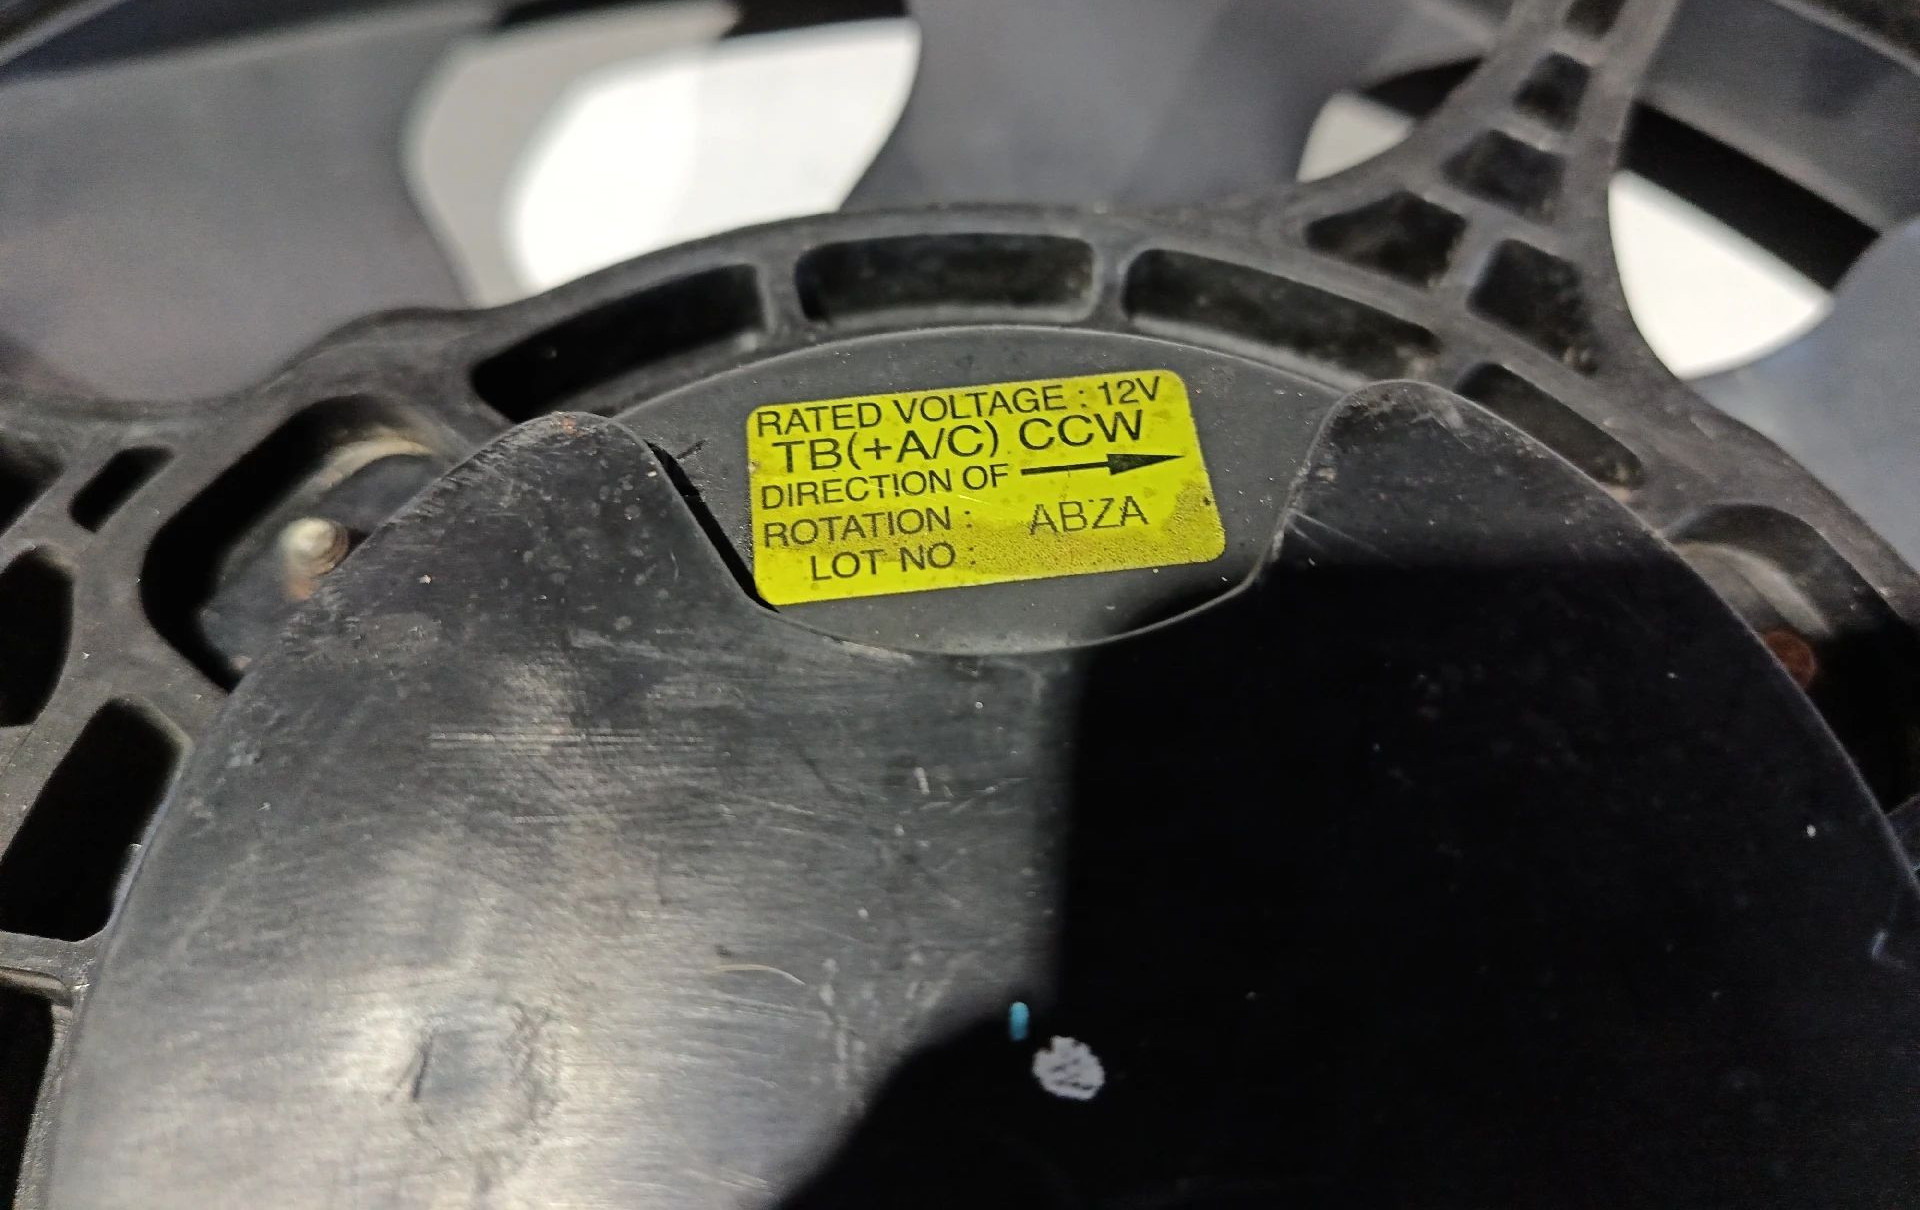 RATED VOLTAGE : 12V
TB(+A/C) CCW
DIRECTION OF
ROTATION : ABZA
LOT NO :